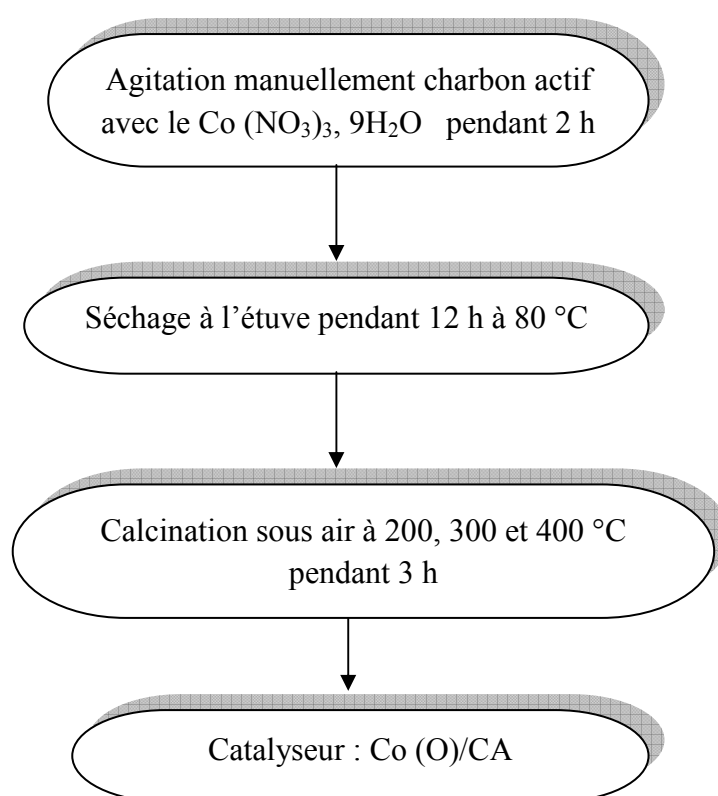 Agitation manuellement charbon actif
avec le Co (NO₃)₃, 9H₂O pendant 2 h
Séchage à l’étuve pendant 12 h à 80 °C
Calcination sous air à 200, 300 et 400 °C
pendant 3 h
Catalyseur : Co (O)/CA